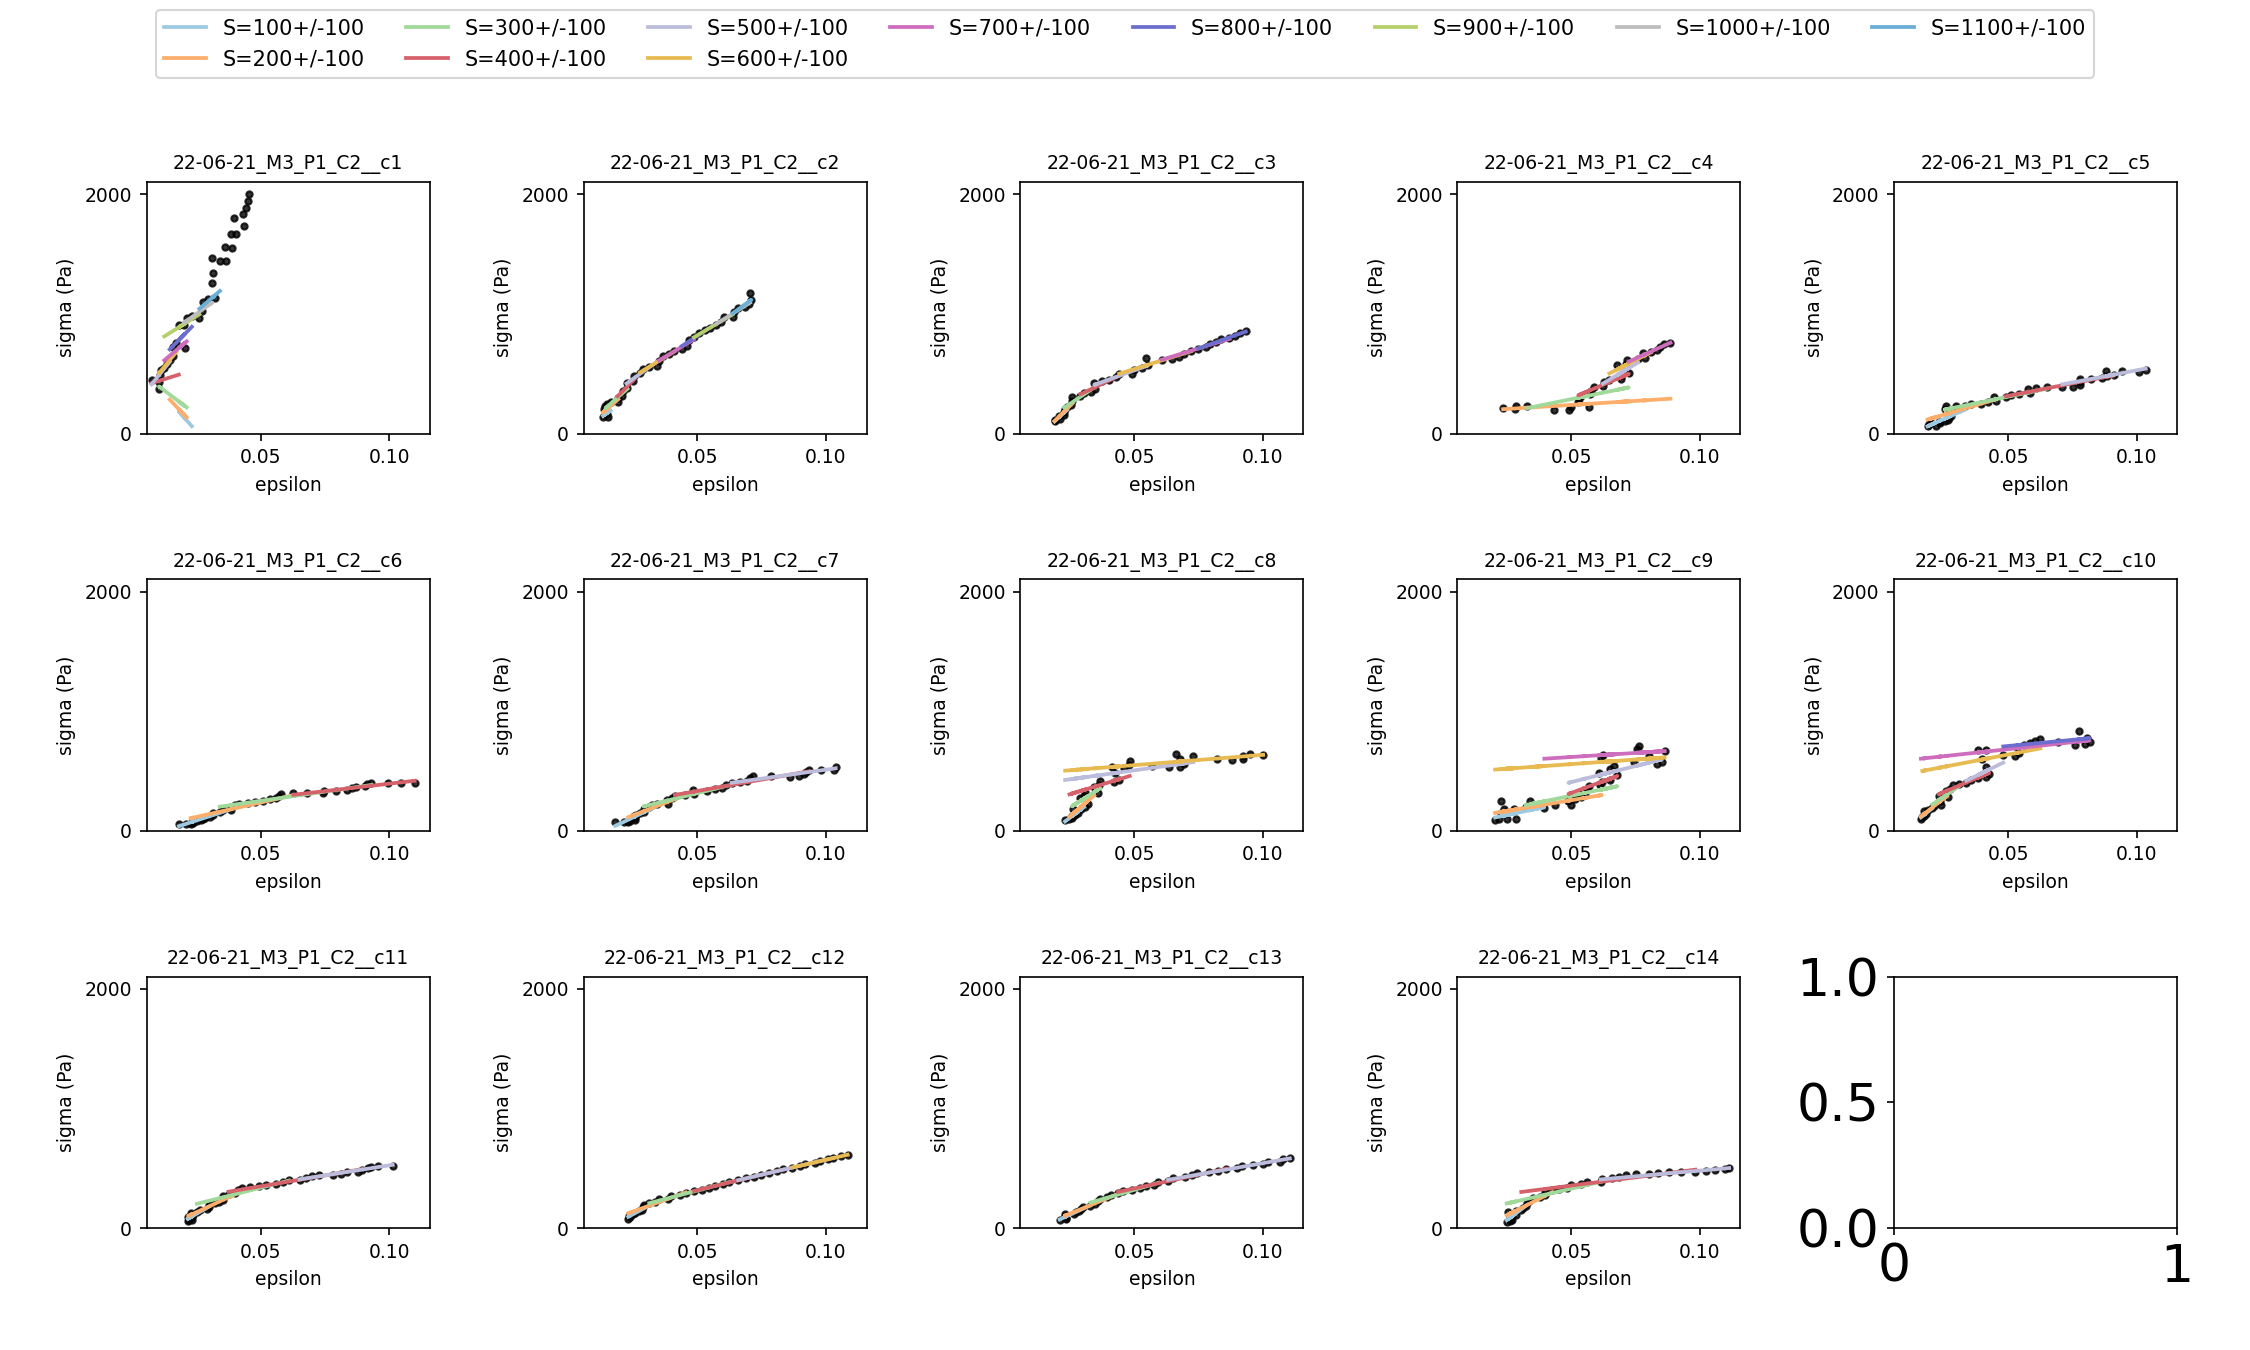 S=100+/-100 S=300+/-100 S=500+/-100 S=700+/-100 S=800+/-100 S=900+/-100 S=1000+/-100 S=1100+/-100
S=200+/-100 S=400+/-100 S=600+/-100
22-06-21_M3_P1_C2__c1
2000
0
sigma (Pa)
0.05 0.10
epsilon
22-06-21_M3_P1_C2__c2
2000
0
sigma (Pa)
0.05 0.10
epsilon
22-06-21_M3_P1_C2__c3
2000
0
sigma (Pa)
0.05 0.10
epsilon
22-06-21_M3_P1_C2__c4
2000
0
sigma (Pa)
0.05 0.10
epsilon
22-06-21_M3_P1_C2__c5
2000
0
sigma (Pa)
0.05 0.10
epsilon
22-06-21_M3_P1_C2__c6
2000
0
sigma (Pa)
0.05 0.10
epsilon
22-06-21_M3_P1_C2__c7
2000
0
sigma (Pa)
0.05 0.10
epsilon
22-06-21_M3_P1_C2__c8
2000
0
sigma (Pa)
0.05 0.10
epsilon
22-06-21_M3_P1_C2__c9
2000
0
sigma (Pa)
0.05 0.10
epsilon
22-06-21_M3_P1_C2__c10
2000
0
sigma (Pa)
0.05 0.10
epsilon
22-06-21_M3_P1_C2__c11
2000
0
sigma (Pa)
0.05 0.10
epsilon
22-06-21_M3_P1_C2__c12
2000
0
sigma (Pa)
0.05 0.10
epsilon
22-06-21_M3_P1_C2__c13
2000
0
sigma (Pa)
0.05 0.10
epsilon
22-06-21_M3_P1_C2__c14
2000
0
sigma (Pa)
0.05 0.10
epsilon
1.0
0.5
0.0
0 1